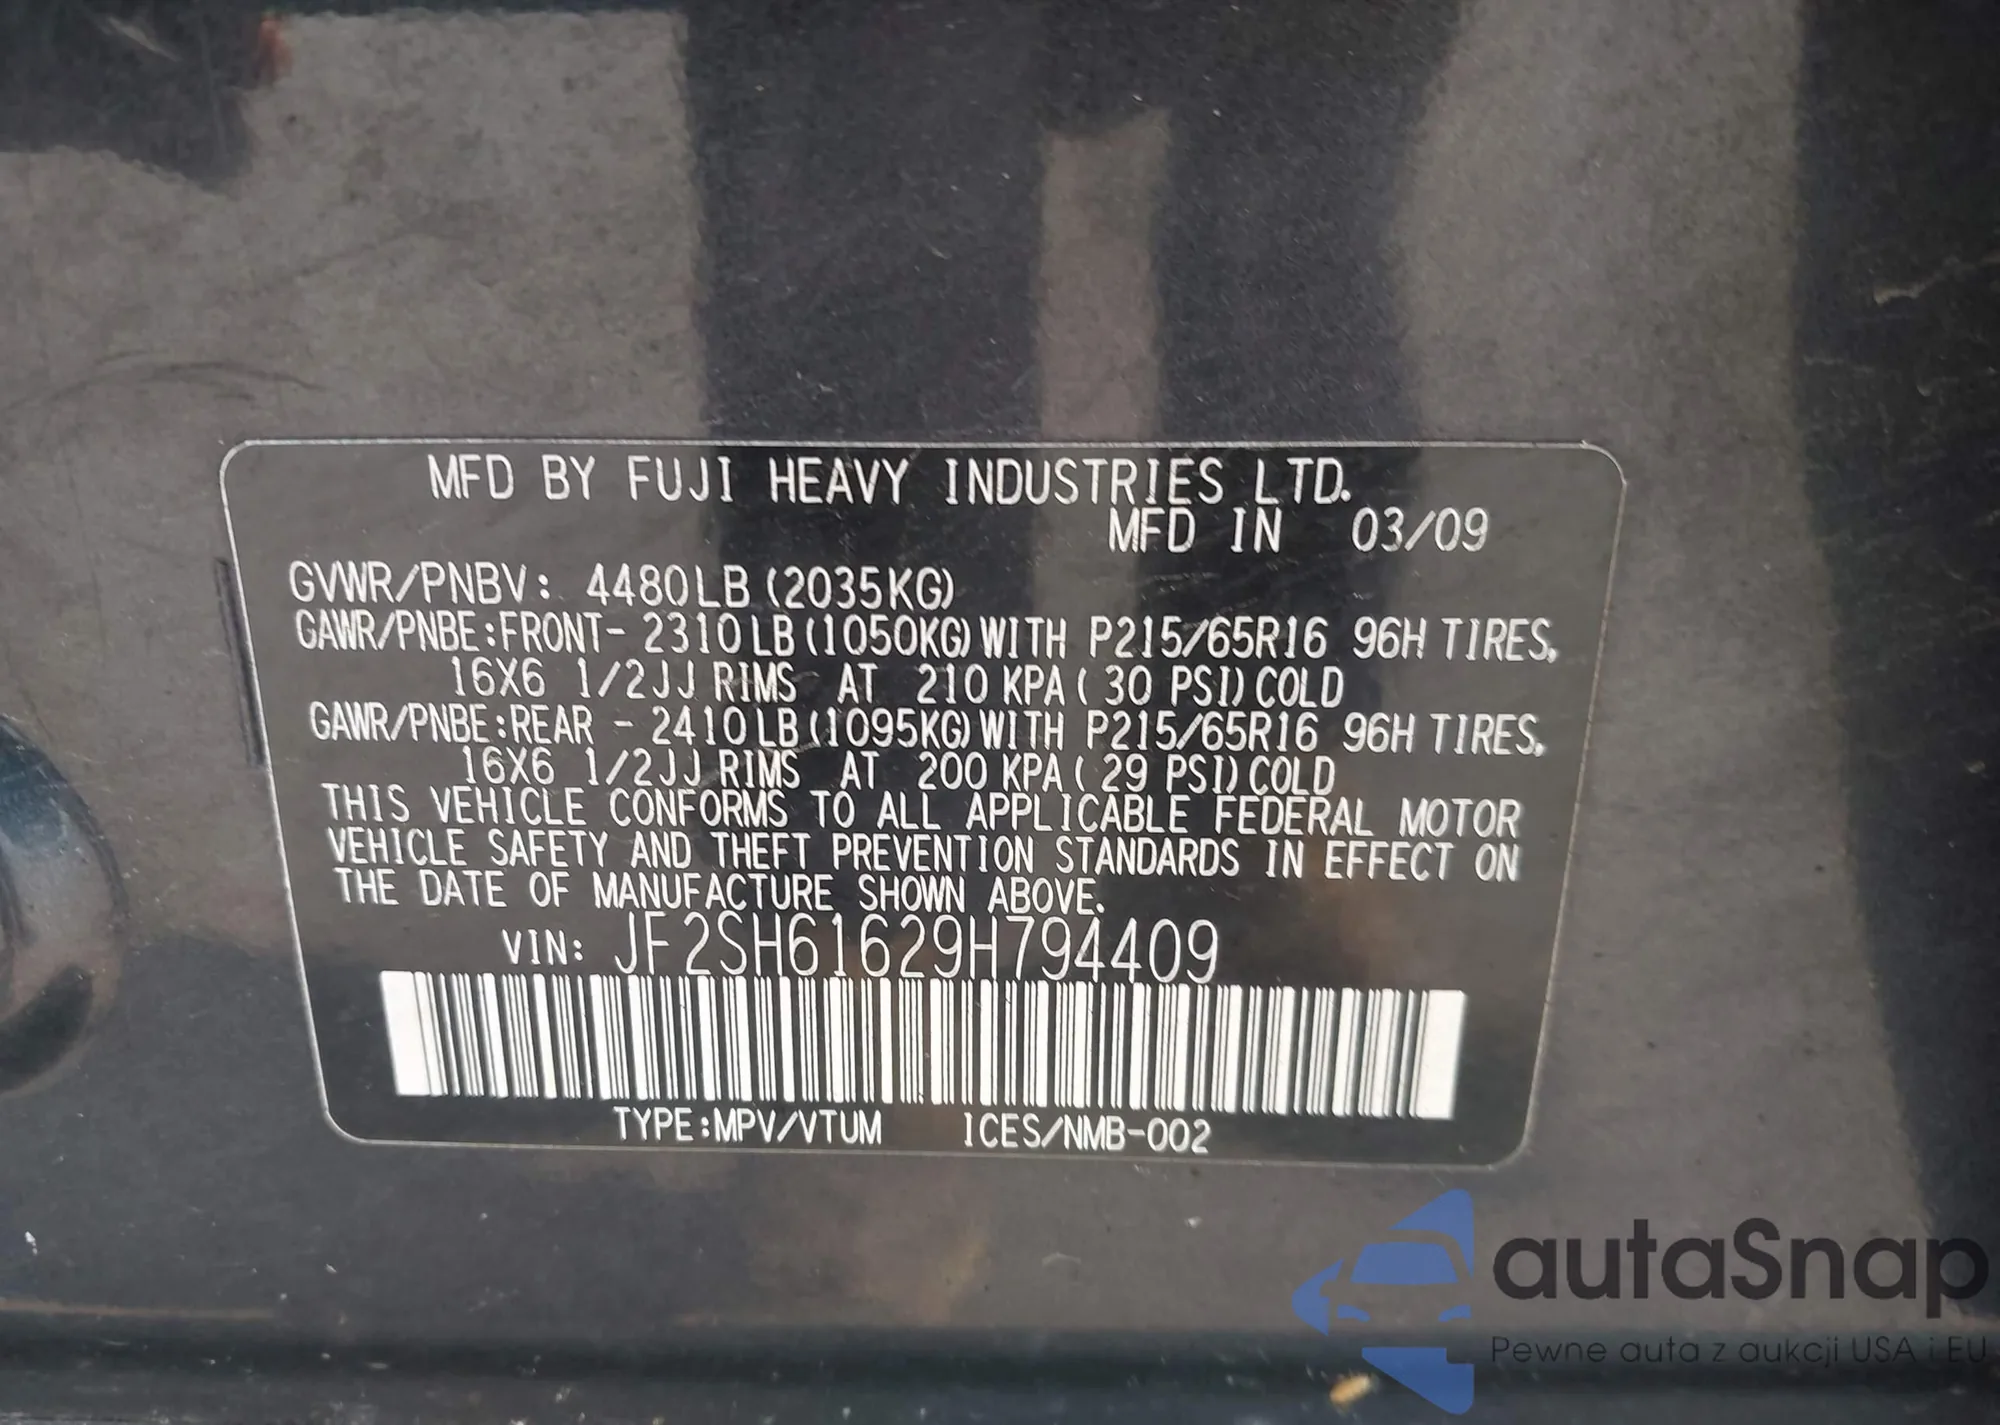 MFD BY FUJI HEAVY INDUSTRIES LTD.
MFD IN 03/09
GVWR/PNBV: 4480LB (2035KG)
GAWR/PNBE:FRONT- 2310LB(1050KG)WITH P215/65R16 96H TIRES,
16X6 1/2JJ RIMS AT 210 KPA( 30 PSI)COLD
GAWR/PNBE:REAR - 2410LB(1095KG)WITH P215/65R16 96H TIRES,
16X6 1/2JJ RIMS AT 200 KPA( 29 PSI)COLD
THIS VEHICLE CONFORMS TO ALL APPLICABLE FEDERAL MOTOR
VEHICLE SAFETY AND THEFT PREVENTION STANDARDS IN EFFECT ON
THE DATE OF MANUFACTURE SHOWN ABOVE.
VIN: JF2SH61629H794409
TYPE:MPV/VTUM ICES/NMB-002
autaSnap
Pewne auta z aukcji USA i EU